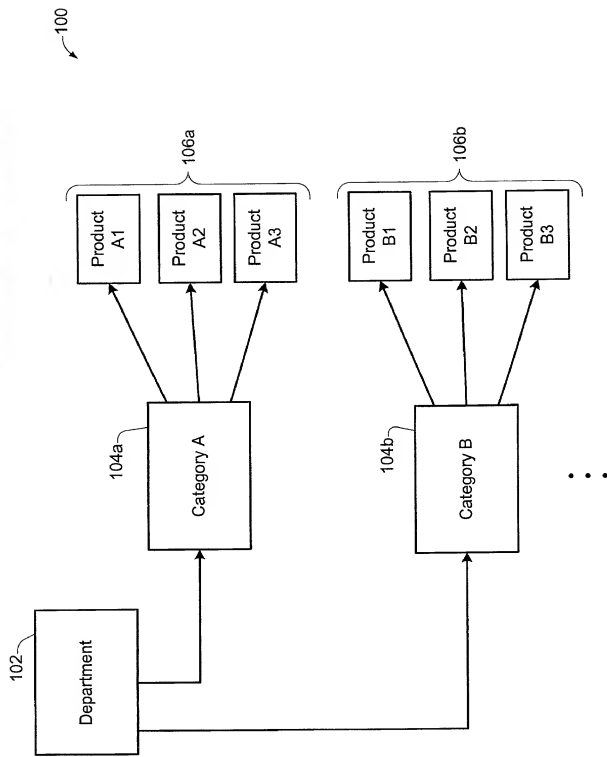 100
102
Department
104a
Category A
106a
Product
A1
Product
A2
Product
A3
104b
Category B
106b
Product
B1
Product
B2
Product
B3